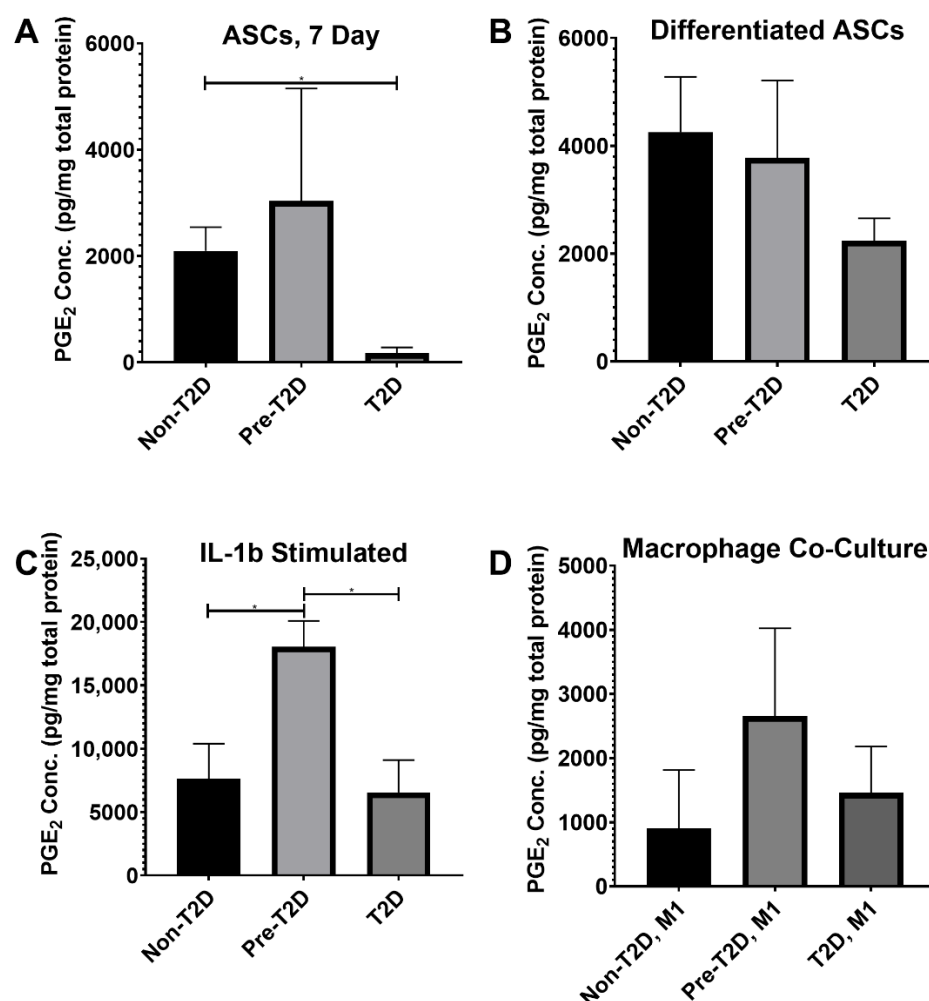 A
ASCs, 7 Day
PGE₂ Conc. (pg/mg total protein)
6000
4000
2000
0
*
Non-T2D
Pre-T2D
T2D
B
Differentiated ASCs
PGE₂ Conc. (pg/mg total protein)
6000
4000
2000
0
Non-T2D
Pre-T2D
T2D
C
IL-1b Stimulated
PGE₂ Conc. (pg/mg total protein)
25,000
20,000
15,000
10,000
5000
0
*
*
Non-T2D
Pre-T2D
T2D
D
Macrophage Co-Culture
PGE₂ Conc. (pg/mg total protein)
5000
4000
3000
2000
1000
0
Non-T2D, M1
Pre-T2D, M1
T2D, M1